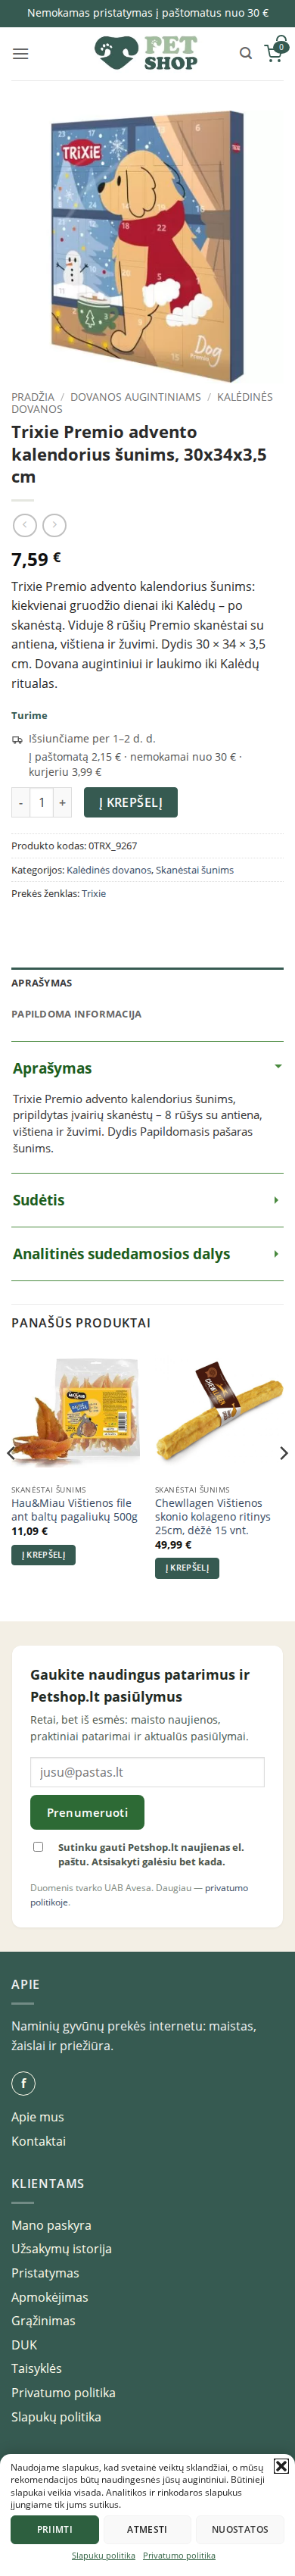 Nemokamas pristatymas į paštomatus nuo 30 €
PET
SHOP
0
TRIXIE
Dog
PRADŽIA / DOVANOS AUGINTINIAMS / KALĖDINĖS
DOVANOS
Trixie Premio advento
kalendorius šunims, 30x34x3,5
cm
7,59 €
Trixie Premio advento kalendorius šunims:
kiekvienai gruodžio dienai iki Kalėdų – po
skanėstą. Viduje 8 rūšių Premio skanėstai su
antiena, vištiena ir žuvimi. Dydis 30 × 34 × 3,5
cm. Dovana augintiniui ir laukimo iki Kalėdų
ritualas.
Turime
Išsiunčiame per 1–2 d. d.
Į paštomatą 2,15 € · nemokamai nuo 30 € ·
kurjeriu 3,99 €
- 1 + Į KREPŠELĮ
Produkto kodas: 0TRX_9267
Kategorijos: Kalėdinės dovanos, Skanėstai šunims
Prekės ženklas: Trixie
APRAŠYMAS
PAPILDOMA INFORMACIJA
Aprašymas
Trixie Premio advento kalendorius šunims,
pripildytas įvairių skanėstų – 8 rūšys su antiena,
vištiena ir žuvimi. Dydis Papildomasis pašaras
šunims.
Sudėtis
Analitinės sudedamosios dalys
PANAŠŪS PRODUKTAI
SKANĖSTAI ŠUNIMS
Hau&Miau Vištienos file
ant baltų pagaliukų 500g
11,09 €
Į KREPŠELĮ
CHEWLLAGEN
SKANĖSTAI ŠUNIMS
Chewllagen Vištienos
skonio kolageno ritinys
25cm, dėžė 15 vnt.
49,99 €
Į KREPŠELĮ
Gaukite naudingus patarimus ir
Petshop.lt pasiūlymus
Retai, bet iš esmės: maisto naujienos,
praktiniai patarimai ir aktualūs pasiūlymai.
jusu@pastas.lt
Prenumeruoti
Sutinku gauti Petshop.lt naujienas el.
paštu. Atsisakyti galėsiu bet kada.
Duomenis tvarko UAB Avesa. Daugiau — privatumo
politikoje.
APIE
Naminių gyvūnų prekės internetu: maistas,
žaislai ir priežiūra.
f
Apie mus
Kontaktai
KLIENTAMS
Mano paskyra
Užsakymų istorija
Pristatymas
Apmokėjimas
Grąžinimas
DUK
Taisyklės
Privatumo politika
Slapukų politika
Naudojame slapukus, kad svetainė veiktų sklandžiai, o mūsų
rekomendacijos būtų naudingesnės jūsų augintiniui. Būtinieji
slapukai veikia visada. Analitikos ir rinkodaros slapukus
įjungiame tik jums sutikus.
PRIIMTI
ATMESTI
NUOSTATOS
Slapukų politika Privatumo politika